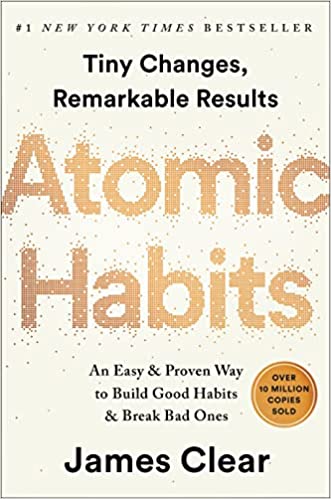 #1 NEW YORK TIMES BESTSELLER
Tiny Changes,
Remarkable Results
Atomic
Habits
An Easy & Proven Way
to Build Good Habits
& Break Bad Ones
OVER
10 MILLION
COPIES
SOLD
James Clear